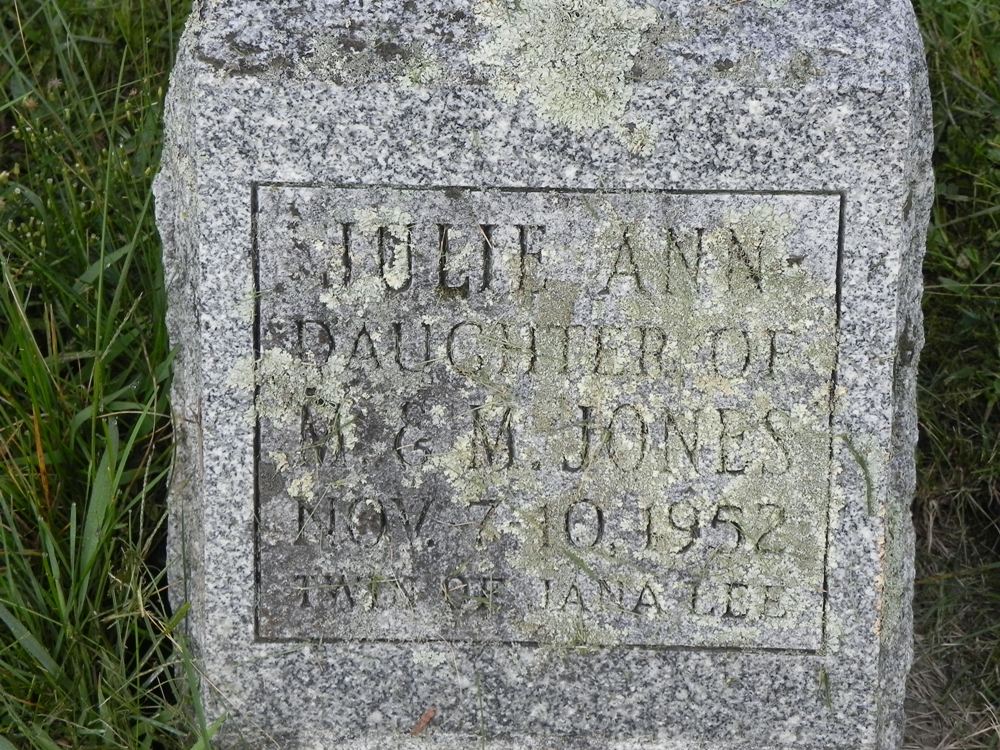 JULIE ANN
DAUGHTER OF
M. & M. JONES
NOV. 7-10, 1952
TWIN OF JANA LEE